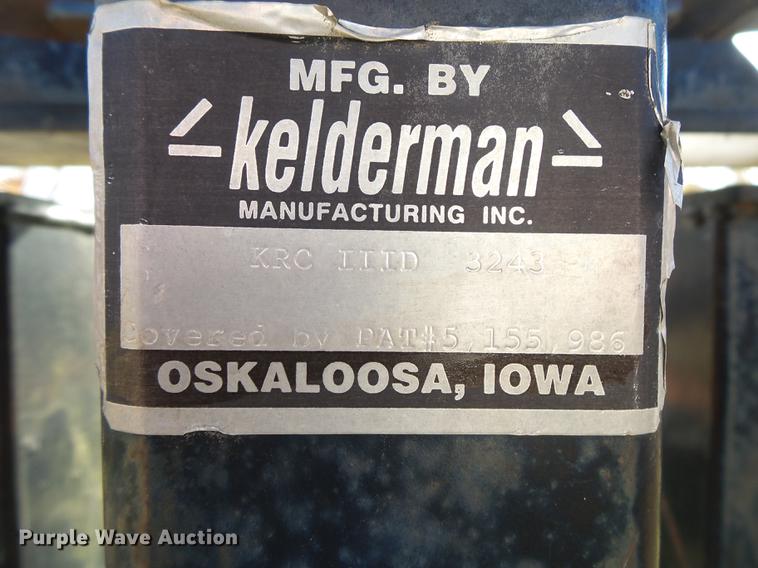 MFG. BY
kelderman
MANUFACTURING INC.
KRC IIID 3243
Covered by PAT#5,155,986
OSKALOOSA, IOWA
Purple Wave Auction